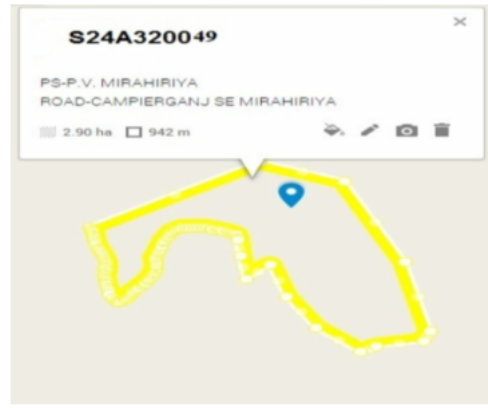 S24A320049
PS-P.V. MIRAHIRIYA
ROAD-CAMPIERGANJ SE MIRAHIRIYA
2.90 ha 942 m